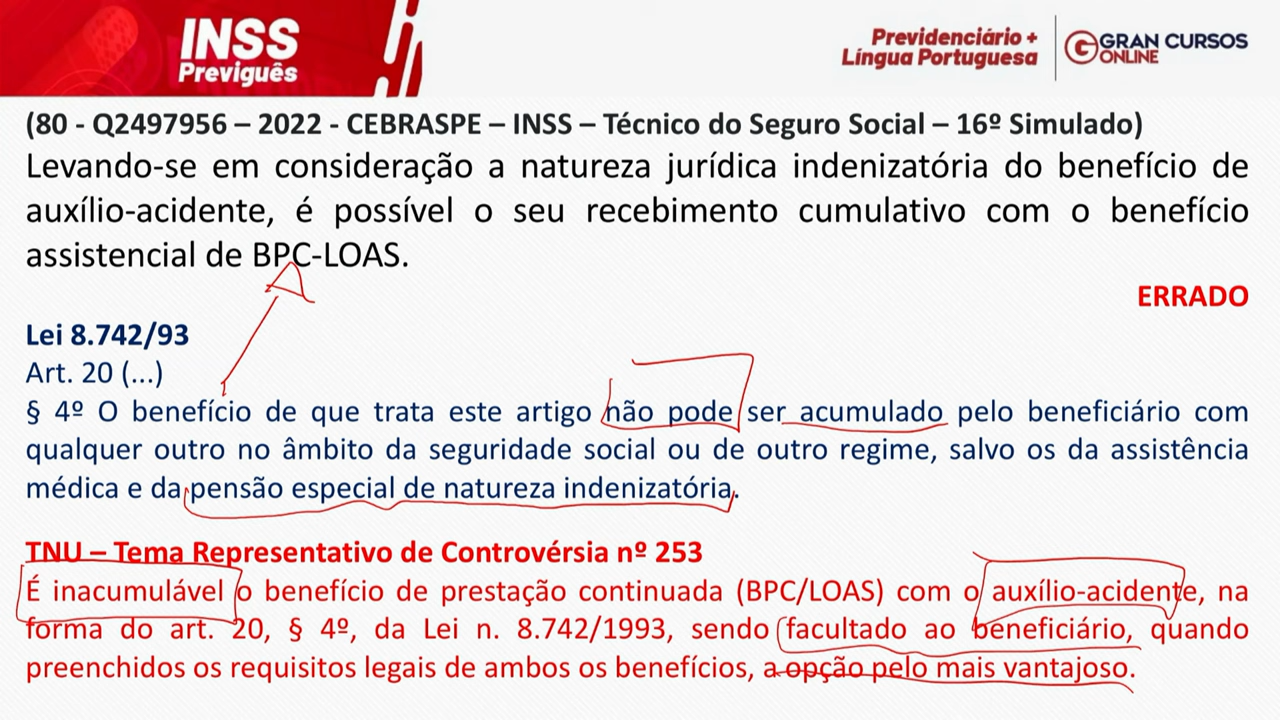 INSS
Previguês
Previdenciário +
Língua Portuguesa
GRAN CURSOS
ONLINE
(80 - Q2497956 – 2022 - CEBRASPE – INSS – Técnico do Seguro Social – 16º Simulado)
Levando-se em consideração a natureza jurídica indenizatória do benefício de
auxílio-acidente, é possível o seu recebimento cumulativo com o benefício
assistencial de BPC-LOAS.
ERRADO
Lei 8.742/93
Art. 20 (...)
§ 4º O benefício de que trata este artigo não pode ser acumulado pelo beneficiário com
qualquer outro no âmbito da seguridade social ou de outro regime, salvo os da assistência
médica e da pensão especial de natureza indenizatória.
TNU – Tema Representativo de Controvérsia nº 253
É inacumulável o benefício de prestação continuada (BPC/LOAS) com o auxílio-acidente, na
forma do art. 20, § 4º, da Lei n. 8.742/1993, sendo facultado ao beneficiário, quando
preenchidos os requisitos legais de ambos os benefícios, a opção pelo mais vantajoso.